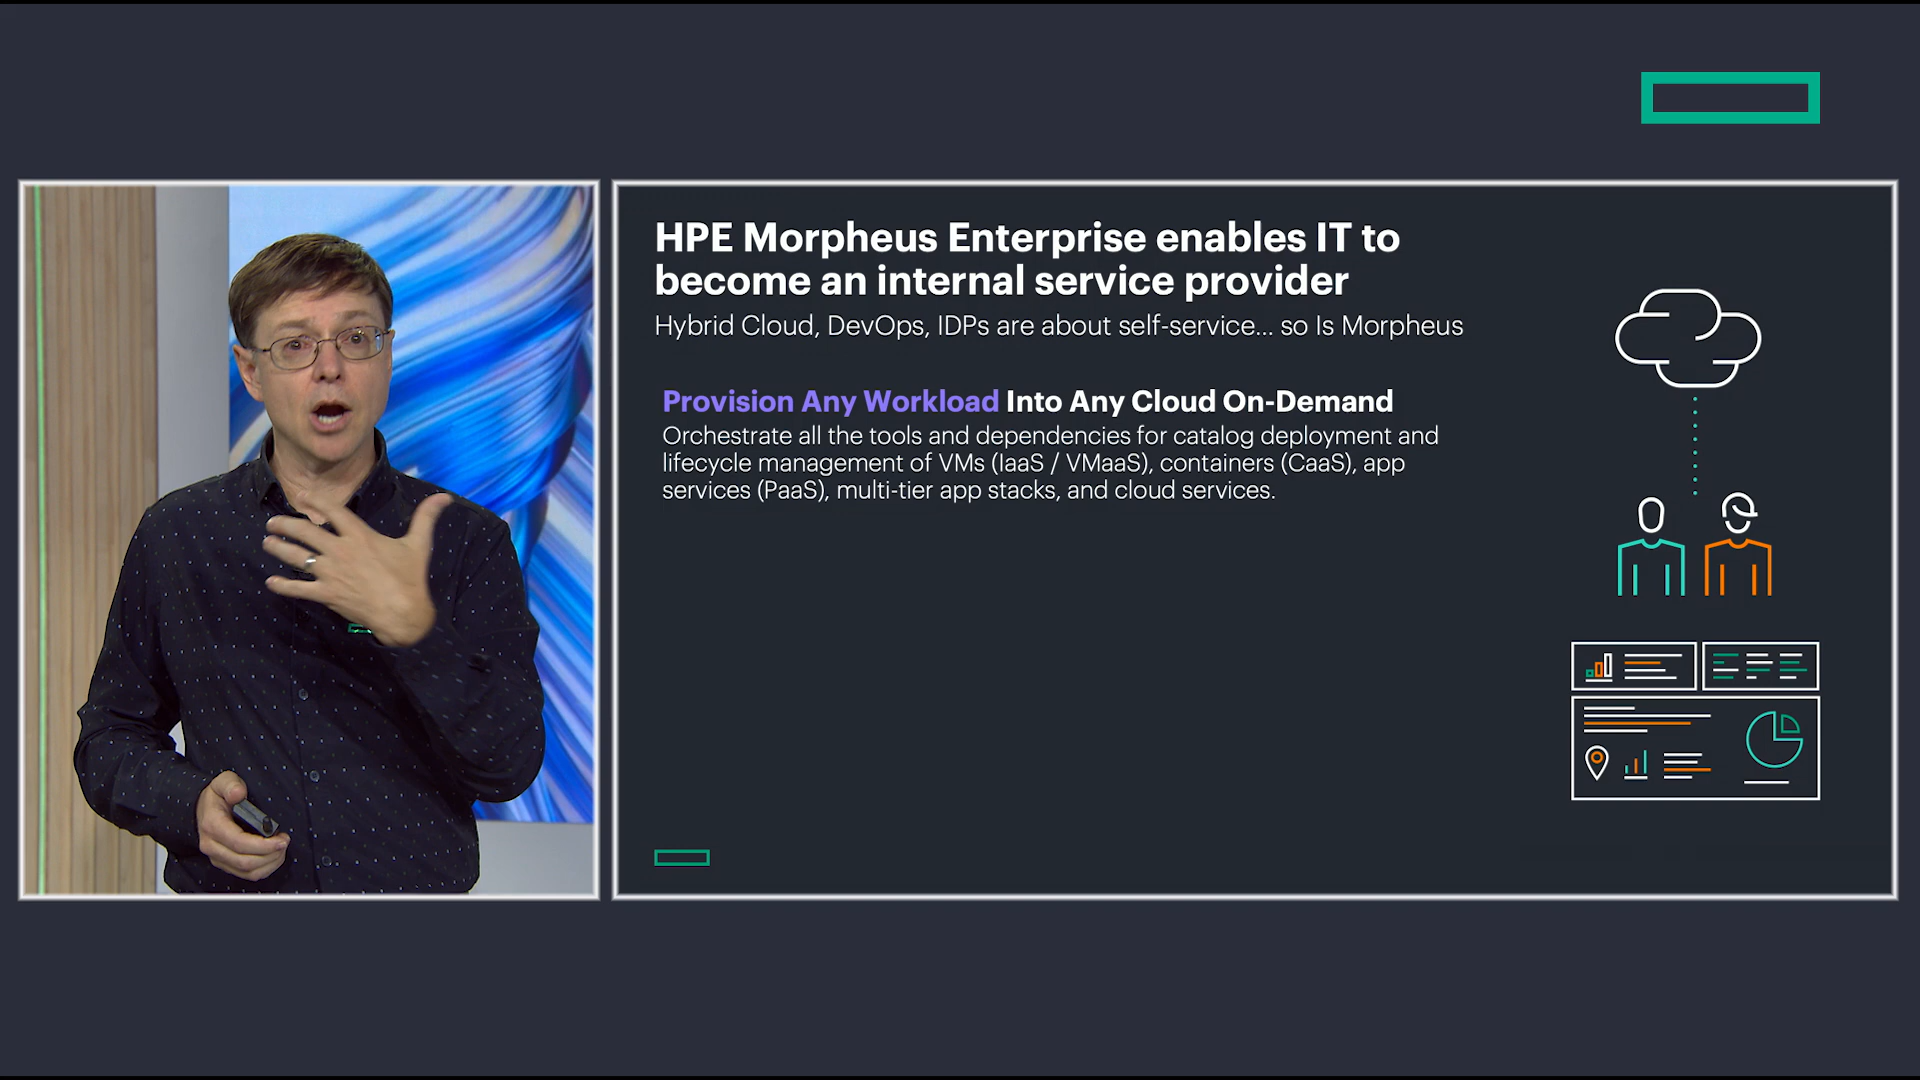 HPE Morpheus Enterprise enables IT to
become an internal service provider
Hybrid Cloud, DevOps, IDPs are about self-service... so Is Morpheus
Provision Any Workload Into Any Cloud On-Demand
Orchestrate all the tools and dependencies for catalog deployment and
lifecycle management of VMs (IaaS / VMaaS), containers (CaaS), app
services (PaaS), multi-tier app stacks, and cloud services.